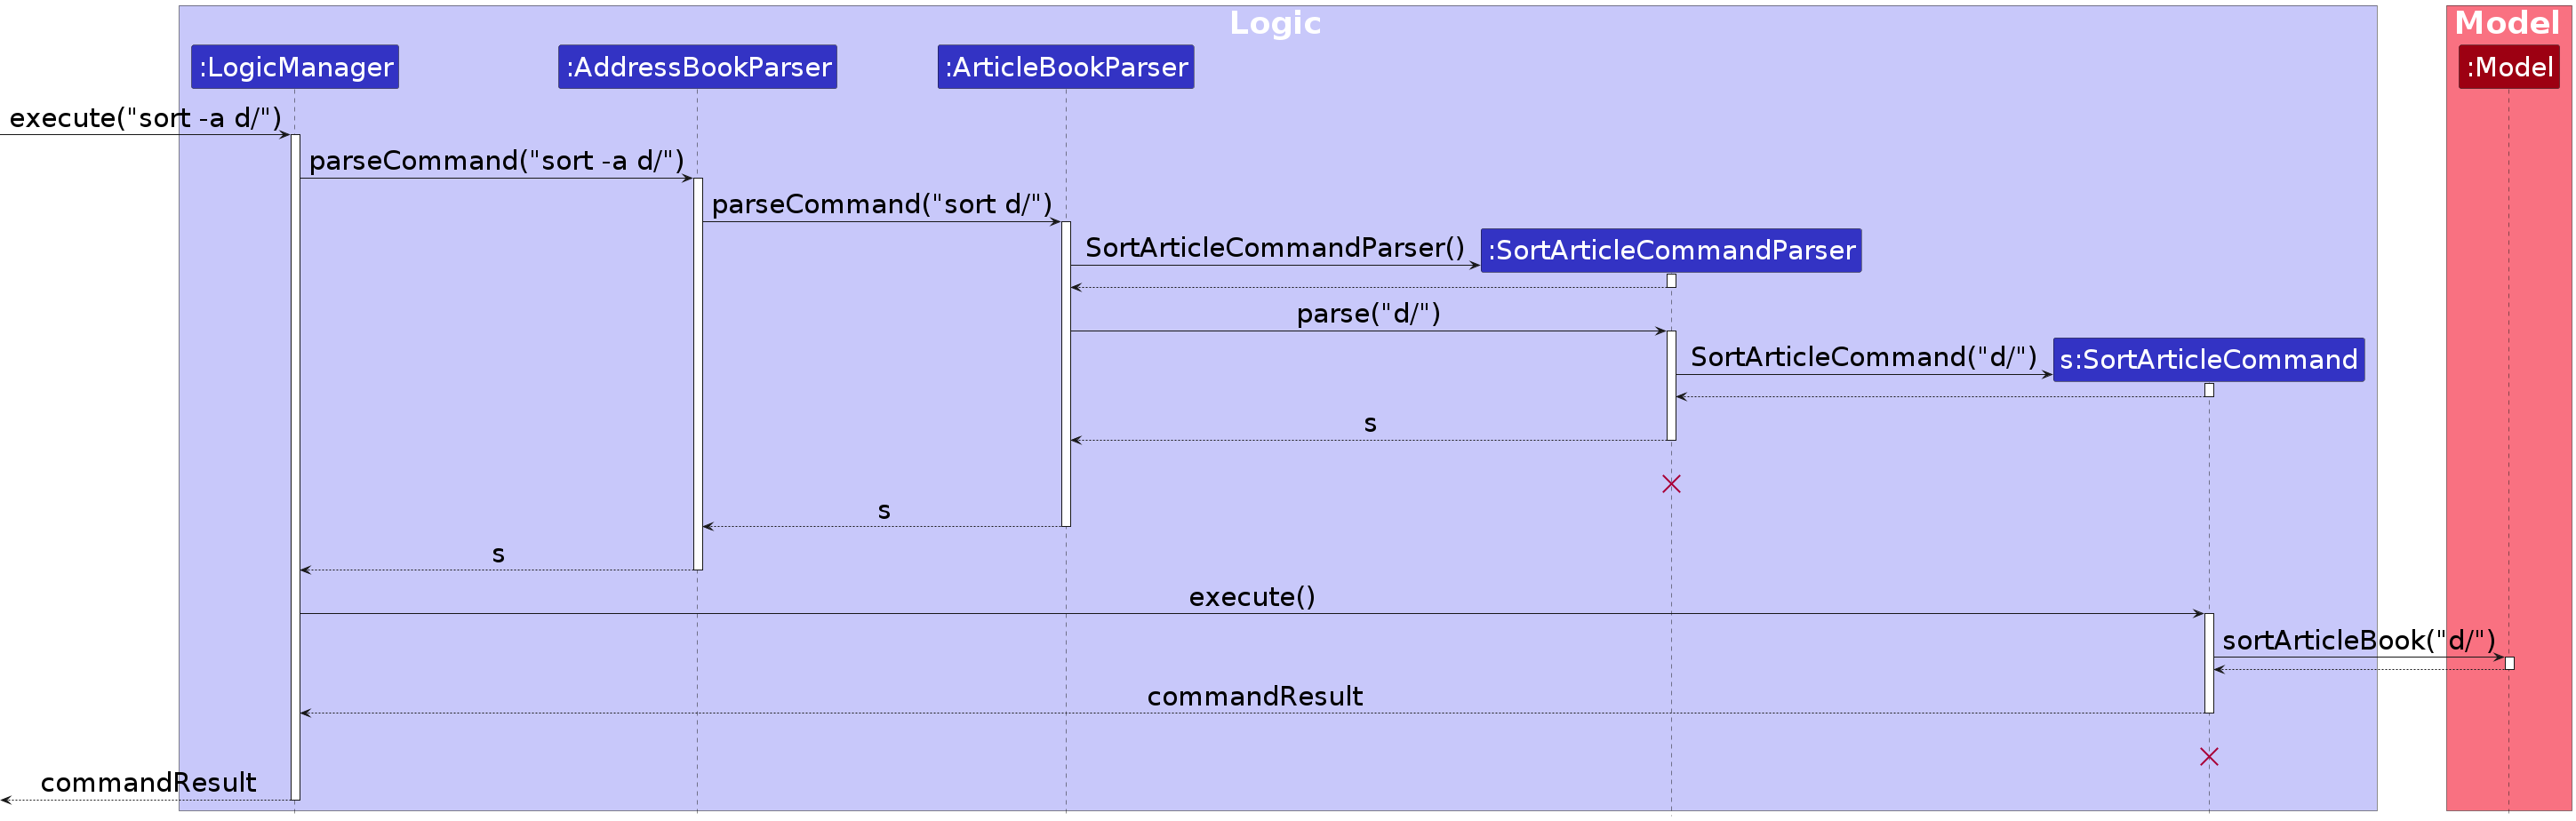 Logic
Model
:LogicManager
:AddressBookParser
:ArticleBookParser
:Model
execute("sort -a d/")
parseCommand("sort -a d/")
parseCommand("sort d/")
SortArticleCommandParser()
:SortArticleCommandParser
parse("d/")
SortArticleCommand("d/")
s:SortArticleCommand
s
s
s
execute()
sortArticleBook("d/")
commandResult
commandResult